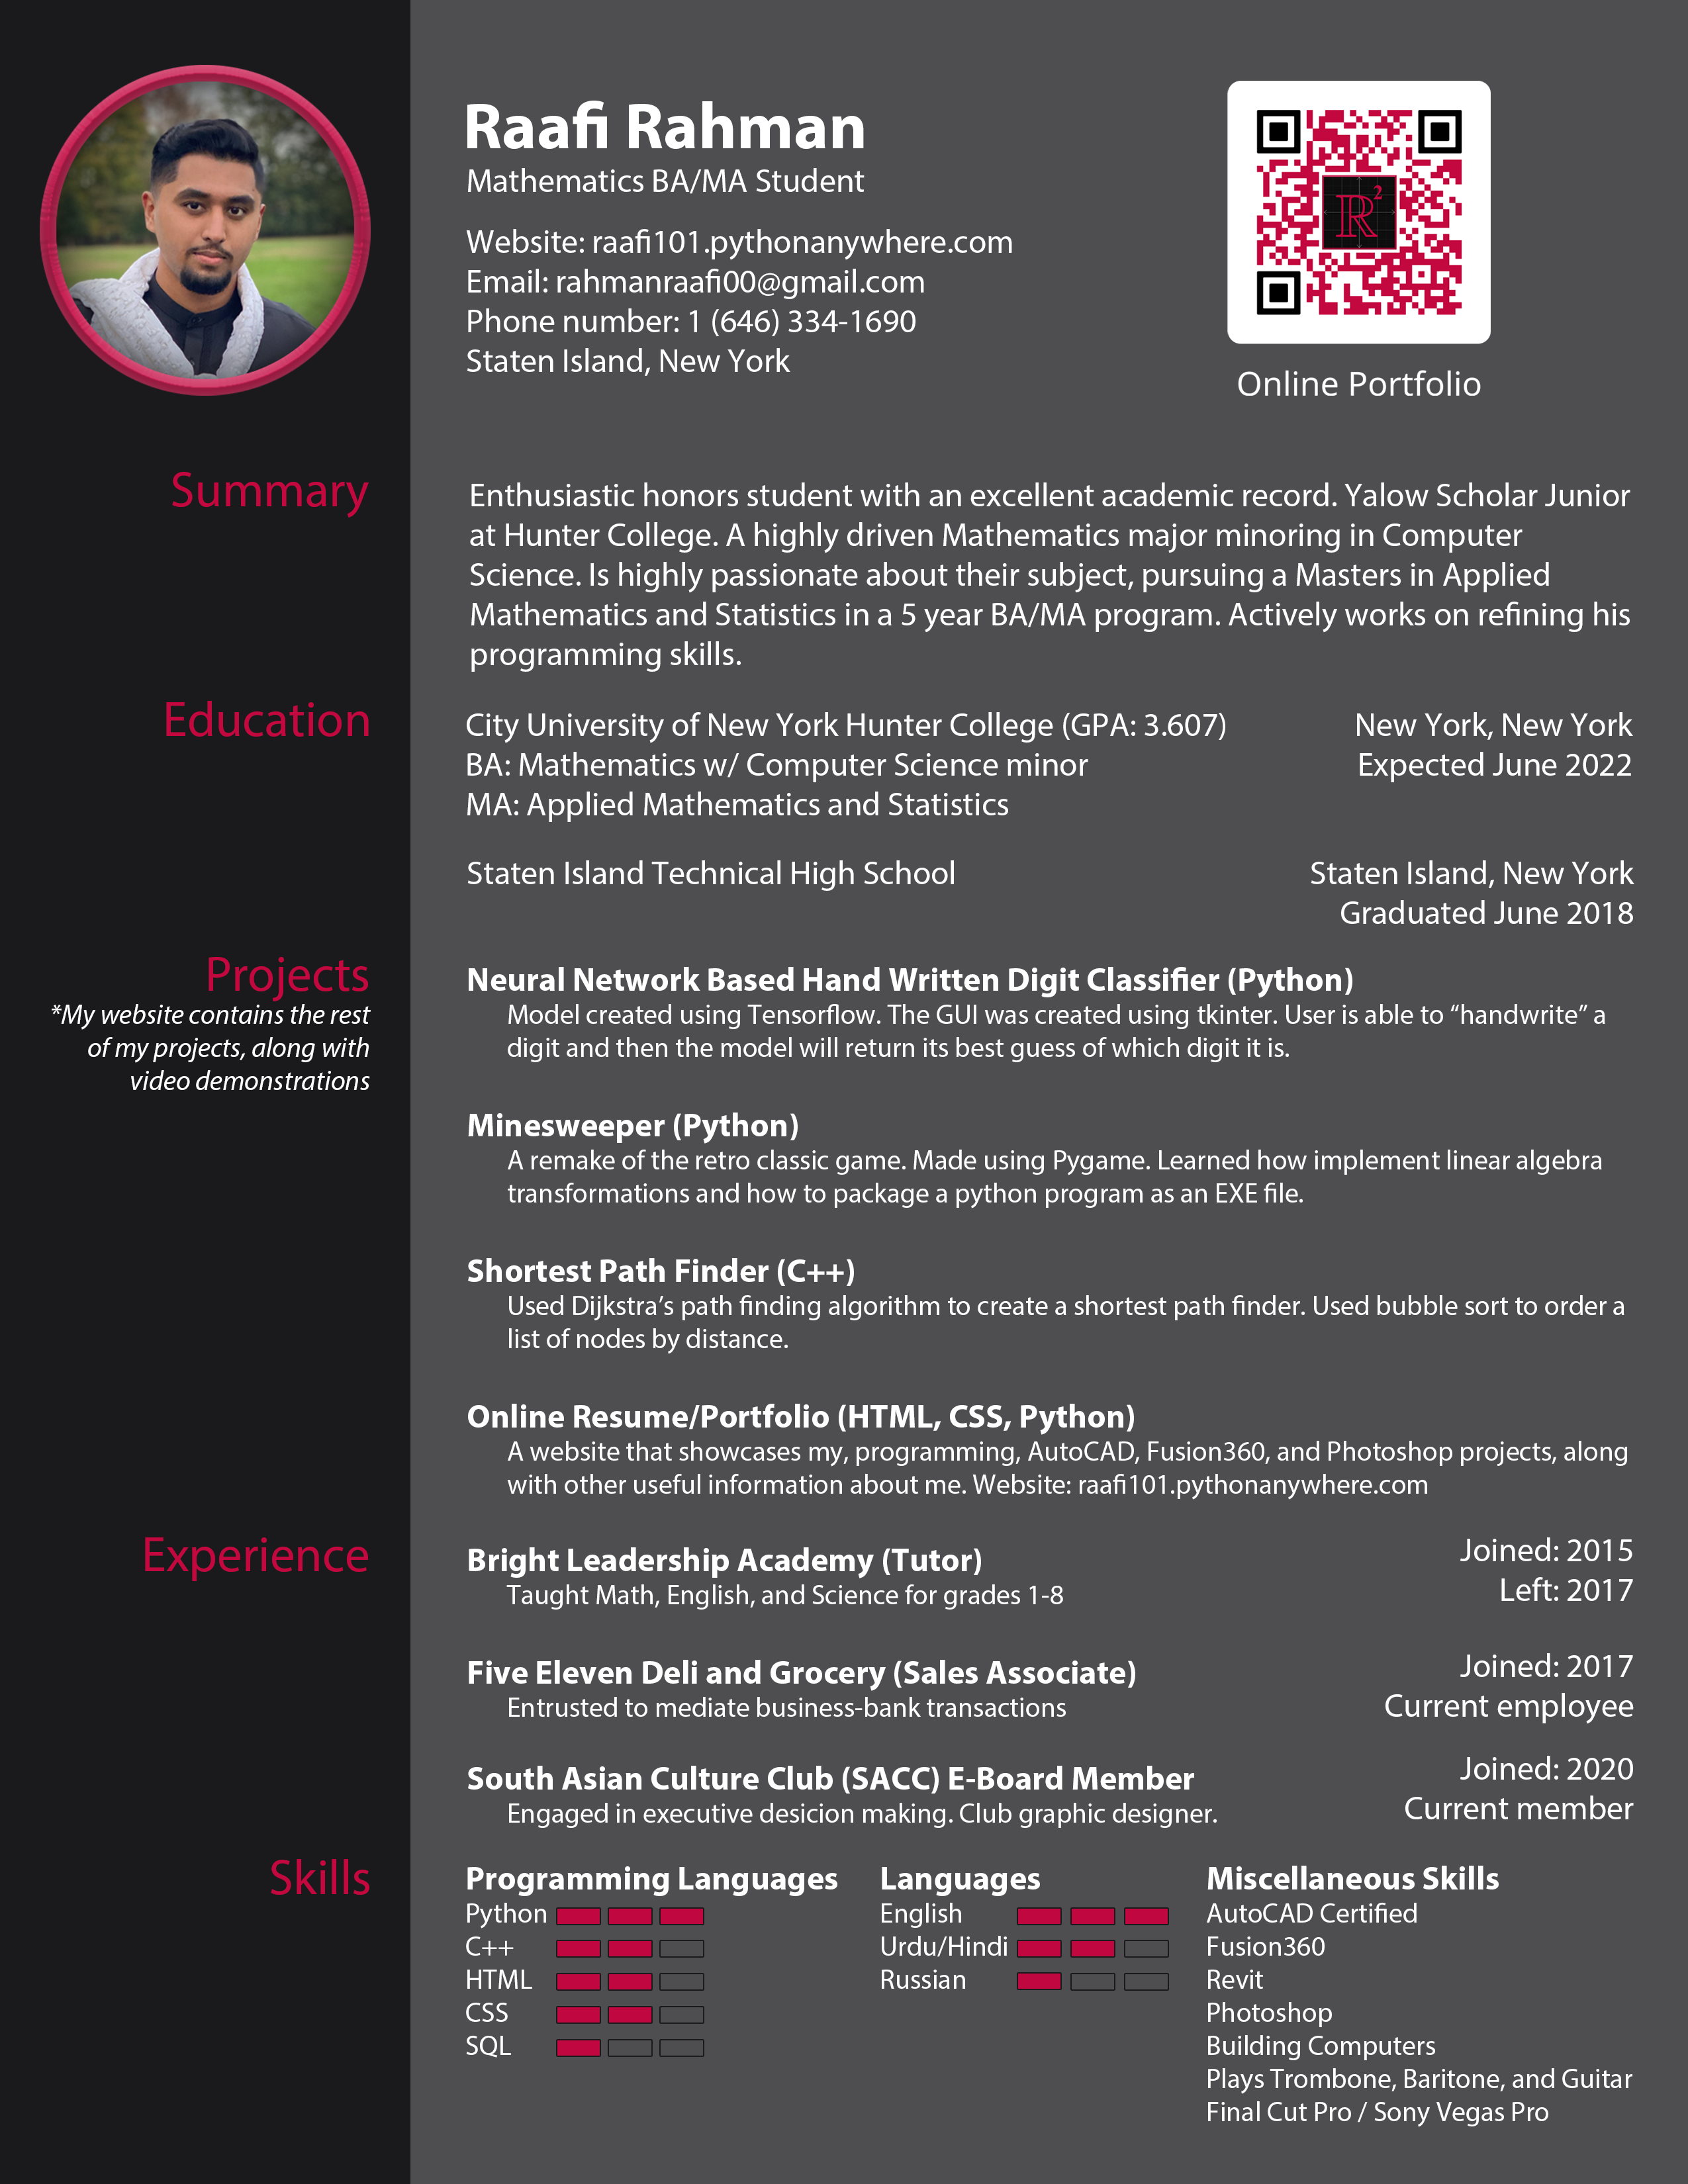 Raafi Rahman
Mathematics BA/MA Student
Website: raafi101.pythonanywhere.com
Email: rahmanraafi00@gmail.com
Phone number: 1 (646) 334-1690
Staten Island, New York
R²
Online Portfolio
Summary
Enthusiastic honors student with an excellent academic record. Yalow Scholar Junior
at Hunter College. A highly driven Mathematics major minoring in Computer
Science. Is highly passionate about their subject, pursuing a Masters in Applied
Mathematics and Statistics in a 5 year BA/MA program. Actively works on refining his
programming skills.
Education
City University of New York Hunter College (GPA: 3.607) New York, New York
BA: Mathematics w/ Computer Science minor Expected June 2022
MA: Applied Mathematics and Statistics
Staten Island Technical High School Staten Island, New York
Graduated June 2018
Projects
*My website contains the rest
of my projects, along with
video demonstrations
Neural Network Based Hand Written Digit Classifier (Python)
Model created using Tensorflow. The GUI was created using tkinter. User is able to “handwrite” a
digit and then the model will return its best guess of which digit it is.
Minesweeper (Python)
A remake of the retro classic game. Made using Pygame. Learned how implement linear algebra
transformations and how to package a python program as an EXE file.
Shortest Path Finder (C++)
Used Dijkstra’s path finding algorithm to create a shortest path finder. Used bubble sort to order a
list of nodes by distance.
Online Resume/Portfolio (HTML, CSS, Python)
A website that showcases my, programming, AutoCAD, Fusion360, and Photoshop projects, along
with other useful information about me. Website: raafi101.pythonanywhere.com
Experience
Bright Leadership Academy (Tutor) Joined: 2015
Taught Math, English, and Science for grades 1-8 Left: 2017
Five Eleven Deli and Grocery (Sales Associate) Joined: 2017
Entrusted to mediate business-bank transactions Current employee
South Asian Culture Club (SACC) E-Board Member Joined: 2020
Engaged in executive desicion making. Club graphic designer. Current member
Skills
Programming Languages
Python
C++
HTML
CSS
SQL
Languages
English
Urdu/Hindi
Russian
Miscellaneous Skills
AutoCAD Certified
Fusion360
Revit
Photoshop
Building Computers
Plays Trombone, Baritone, and Guitar
Final Cut Pro / Sony Vegas Pro